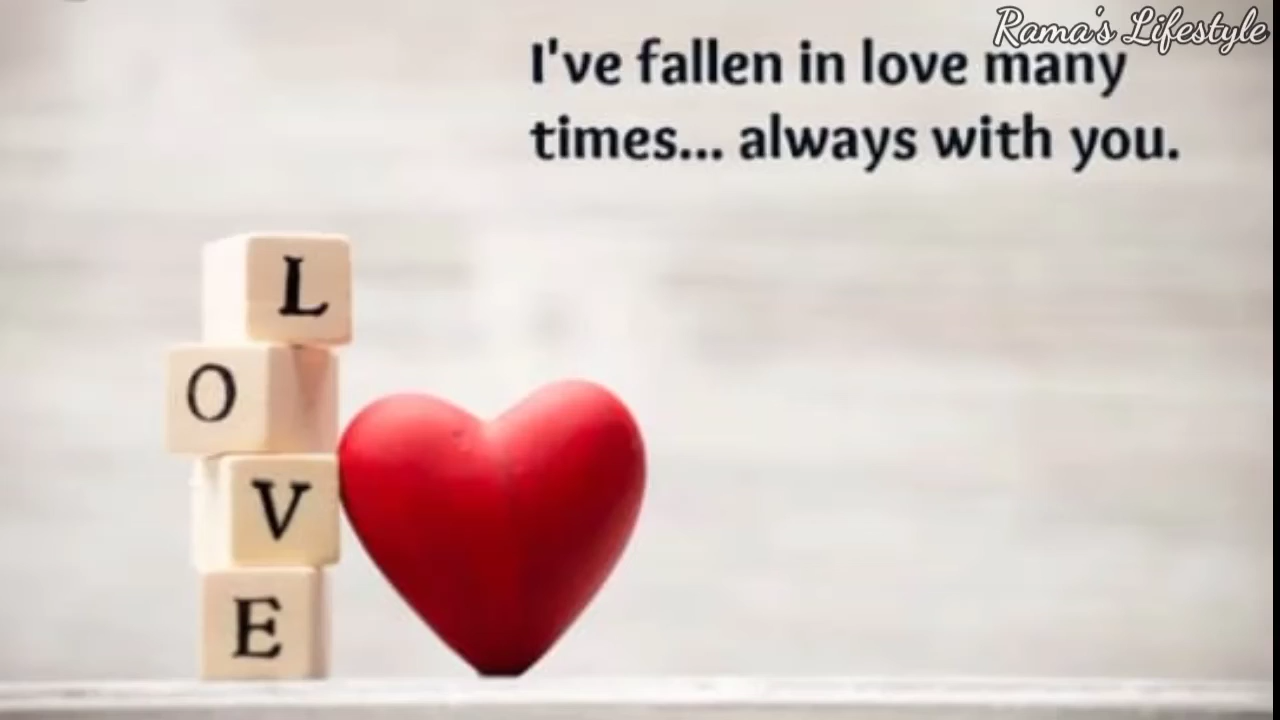 Rama's Lifestyle
I've fallen in love many
times... always with you.
L
O
V
E